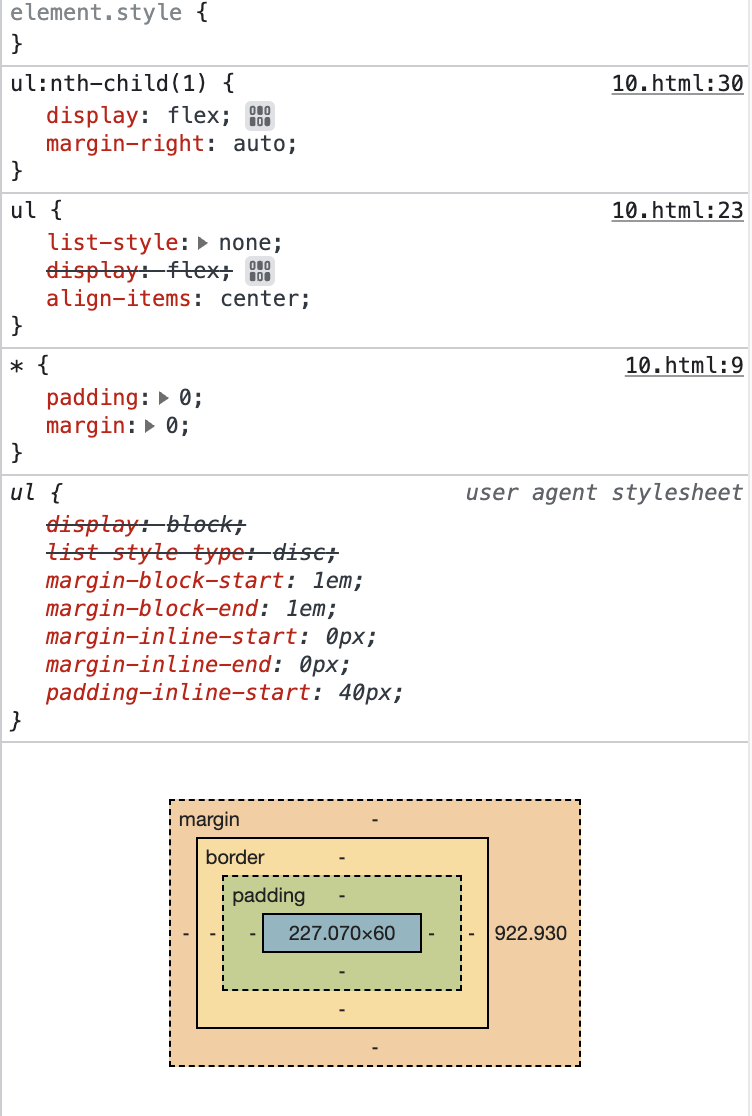 element.style {
}
ul:nth-child(1) { 10.html:30
display: flex;
margin-right: auto;
}
ul { 10.html:23
list-style: none;
display: flex;
align-items: center;
}
* { 10.html:9
padding: 0;
margin: 0;
}
ul { user agent stylesheet
display: block;
list-style-type: disc;
margin-block-start: 1em;
margin-block-end: 1em;
margin-inline-start: 0px;
margin-inline-end: 0px;
padding-inline-start: 40px;
}
margin -
border -
padding -
- - - 227.070×60 - - 922.930
-
-
-